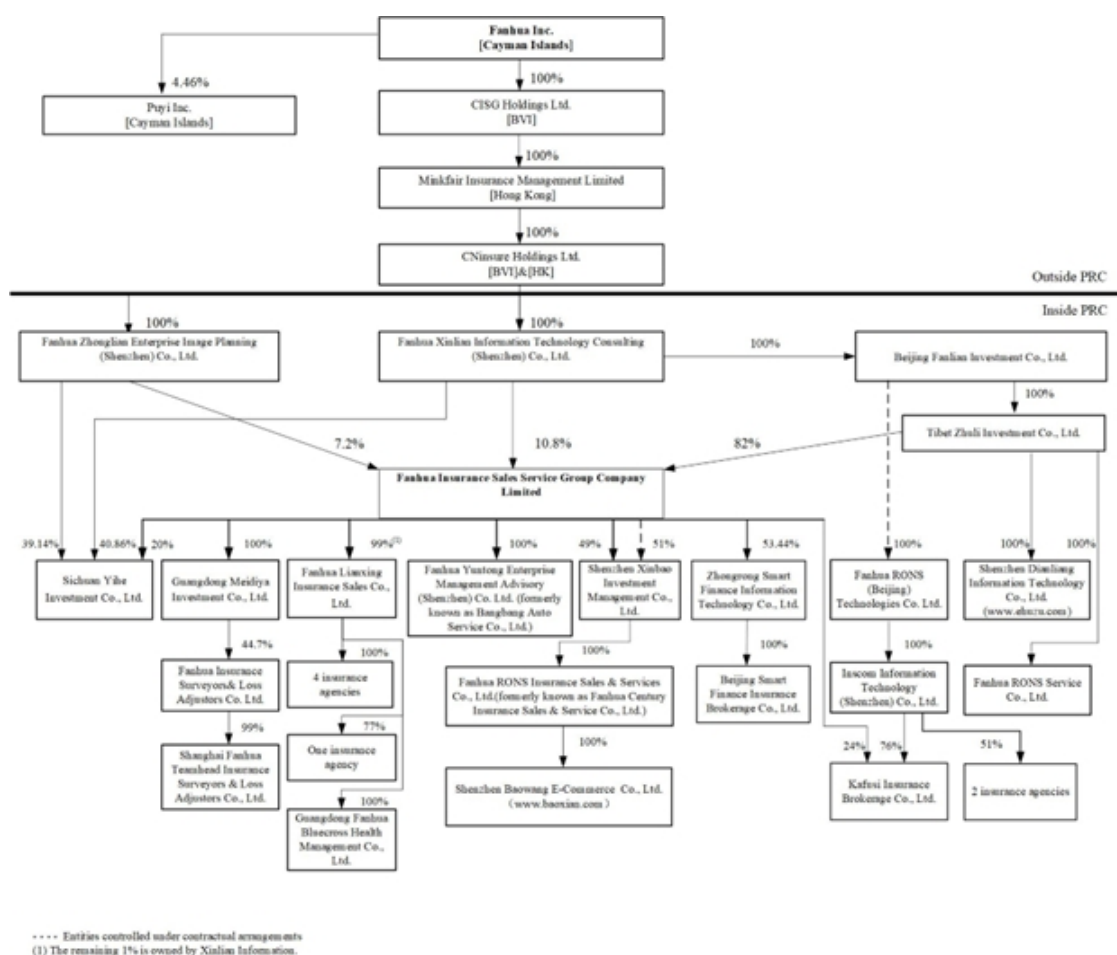 Fanhua Inc.
[Cayman Islands]
4.46%
100%
Puyi Inc.
[Cayman Islands]
CISG Holdings Ltd.
[BVI]
100%
Minkfair Insurance Management Limited
[Hong Kong]
100%
CNinsure Holdings Ltd.
[BVI]&[HK]
Outside PRC
Inside PRC
100%
100%
Fanhua Zhonglian Enterprise Image Planning
(Shenzhen) Co., Ltd.
Fanhua Xinlian Information Technology Consulting
(Shenzhen) Co., Ltd.
100%
Beijing Fanlian Investment Co., Ltd.
100%
Tibet Zhuli Investment Co., Ltd.
7.2%
10.8%
82%
Fanhua Insurance Sales Service Group Company
Limited
39.14%
40.86%
20%
100%
99%(1)
100%
49%
51%
53.44%
100%
100%
100%
Sichuan Yihe
Investment Co., Ltd.
Guangdong Meidiya
Investment Co., Ltd.
Fanhua Lianxing
Insurance Sales Co.,
Ltd.
Fanhua Yuntong Enterprise
Management Advisory
(Shenzhen) Co. Ltd. (formerly
known as Bangbang Auto
Service Co., Ltd.)
Shenzhen Xinbao
Investment
Management Co.,
Ltd.
Zhongrong Smart
Finance Information
Technology Co., Ltd.
Fanhua RONS
(Beijing)
Technologies Co. Ltd.
Shenzhen Dianliang
Information Technology
Co., Ltd.
(www.ehuzu.com)
44.7%
100%
100%
100%
100%
Fanhua Insurance
Surveyors& Loss
Adjustors Co. Ltd.
4 insurance
agencies
Fanhua RONS Insurance Sales & Services
Co., Ltd.(formerly known as Fanhua Century
Insurance Sales & Service Co., Ltd.)
Beijing Smart
Finance Insurance
Brokerage Co., Ltd.
Inscom Information
Technology
(Shenzhen) Co., Ltd.
Fanhua RONS Service
Co., Ltd.
99%
77%
100%
24%
76%
51%
Shanghai Fanhua
Teamhead Insurance
Surveyors & Loss
Adjustors Co., Ltd.
One insurance
agency
Shenzhen Baowang E-Commerce Co., Ltd.
（www.baoxian.com）
Kafusi Insurance
Brokerage Co., Ltd.
2 insurance agencies
100%
Guangdong Fanhua
Bluecross Health
Management Co.,
Ltd.
---- Entities controlled under contractual arrangements
(1) The remaining 1% is owned by Xinlian Information.